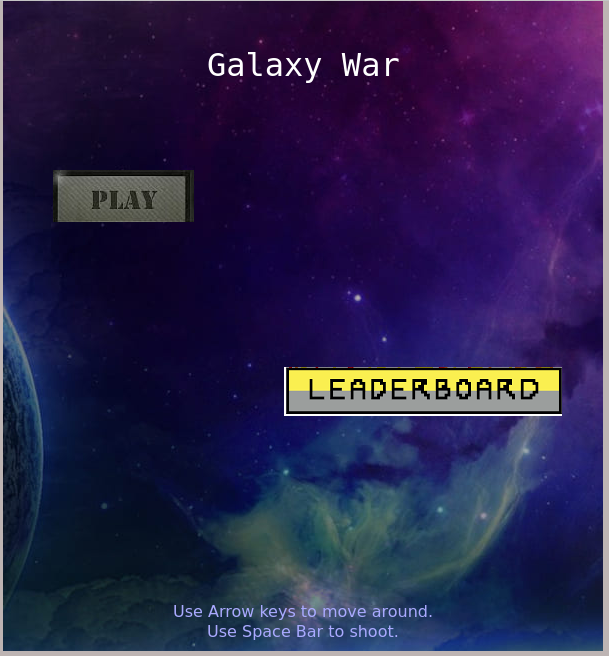 Galaxy War
PLAY
LEADERBOARD
Use Arrow keys to move around.
Use Space Bar to shoot.